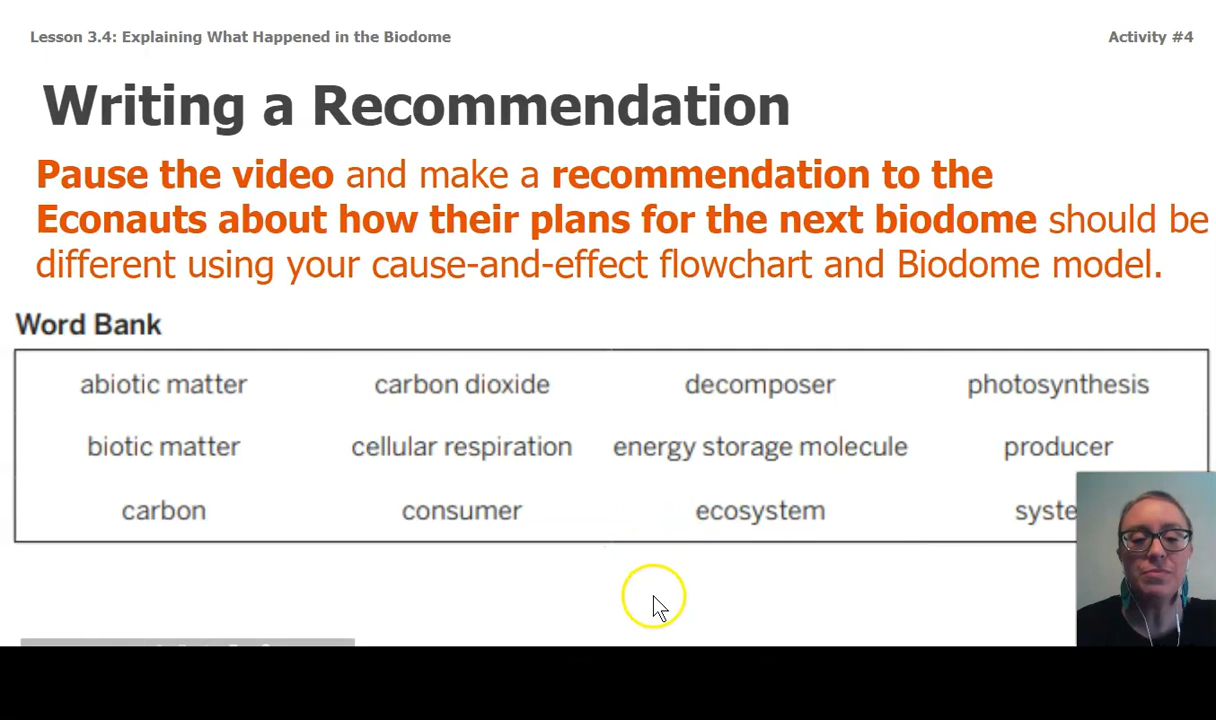 Lesson 3.4: Explaining What Happened in the Biodome
Activity #4
Writing a Recommendation
Pause the video and make a recommendation to the
Econauts about how their plans for the next biodome should be
different using your cause-and-effect flowchart and Biodome model.
Word Bank
abiotic matter carbon dioxide decomposer photosynthesis
biotic matter cellular respiration energy storage molecule producer
carbon consumer ecosystem